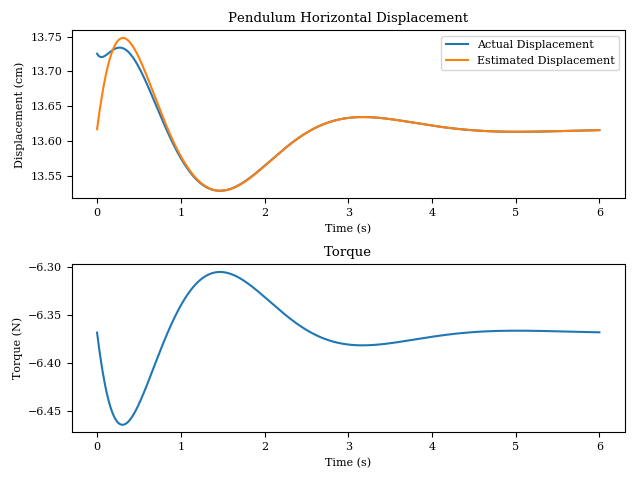 Pendulum Horizontal Displacement
Displacement (cm)
13.75
13.70
13.65
13.60
13.55
Actual Displacement
Estimated Displacement
0 1 2 3 4 5 6
Time (s)
Torque
Torque (N)
−6.30
−6.35
−6.40
−6.45
0 1 2 3 4 5 6
Time (s)